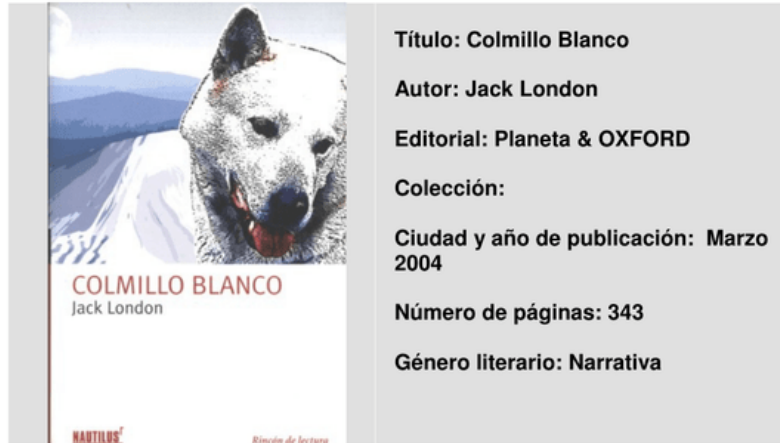 COLMILLO BLANCO
Jack London
NAUTILUS
Rincón de lectura
Título: Colmillo Blanco
Autor: Jack London
Editorial: Planeta & OXFORD
Colección:
Ciudad y año de publicación:  Marzo
2004
Número de páginas: 343
Género literario: Narrativa